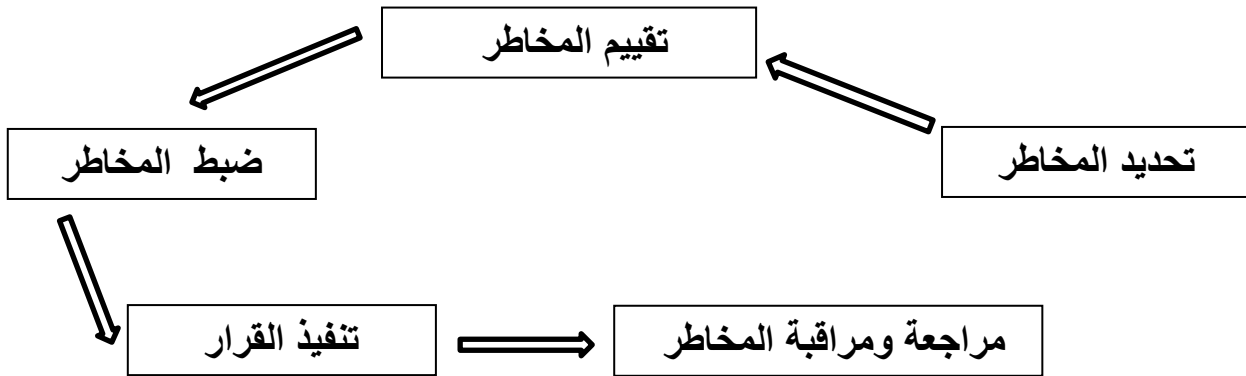 تقييم المخاطر
تحديد المخاطر
ضبط المخاطر
تنفيذ القرار
مراجعة ومراقبة المخاطر